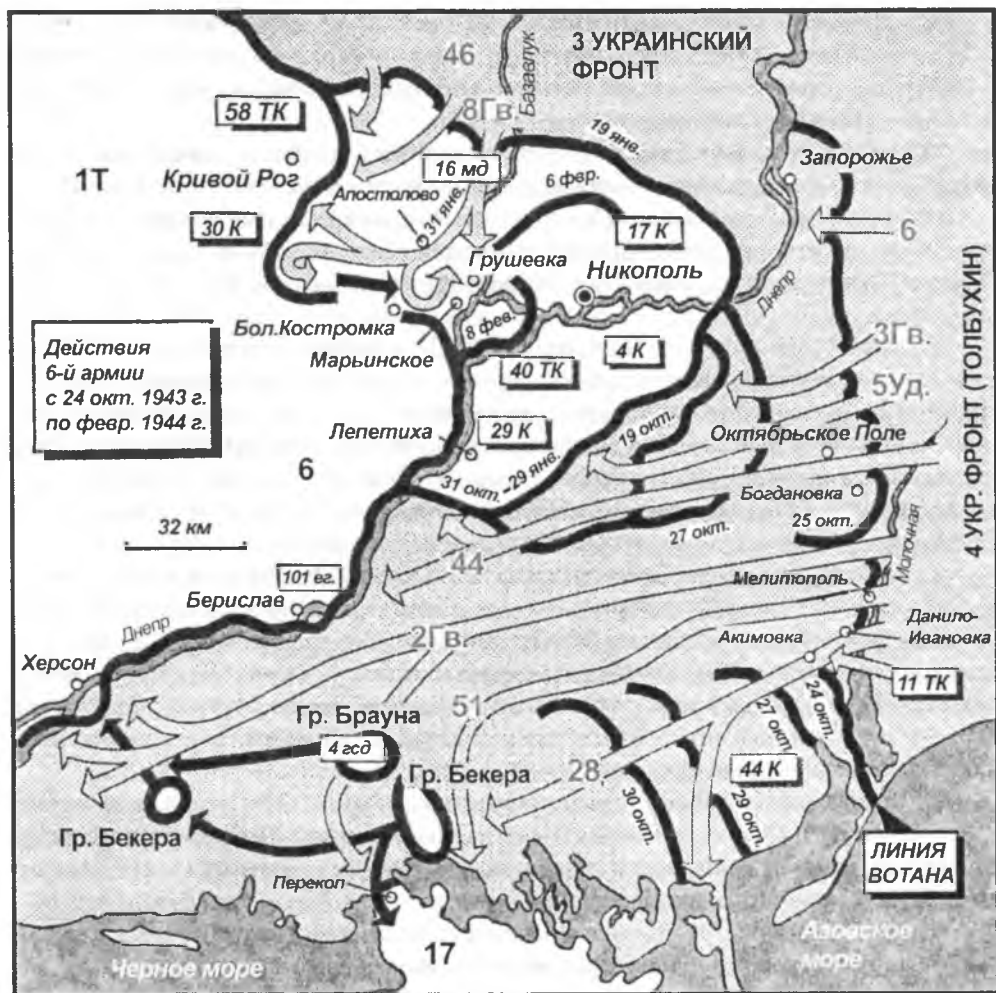 3 УКРАИНСКИЙ
ФРОНТ
46
Базавлук
58 ТК
8Гв.
19 янв.
16 мд
Запорожье
Кривой Рог
1Т
6 фер.
Апостолово
31 янв.
30 К
17 К
6
Грушевка
Никополь
Днепр
Бол.Костромка
8 фев.
Марьинское
4 К
3Гв.
40 ТК
5Уд.
Действия
6-й армии
с 24 окт. 1943 г.
по февр. 1944 г.
19 окт.
Лепетиха
29 К
Октябрьское Поле
4 УКР. ФРОНТ (ТОЛБУХИН)
6
31 окт. -29 янв.
Богдановка
25 окт.
27 окт.
Молочная
32 км
44
101 вг.
Мелитополь
Берислав
Днепр
2Гв.
Акимовка
Данило-
Ивановка
Херсон
11 ТК
24 окт.
27 окт.
51
Гр. Брауна
4 гсд
Гр. Бекера
28
44 К
30 окт.
29 окт.
Гр. Бекера
ЛИНИЯ
ВОТАНА
Перекоп
Азовское
море
Черное море
17